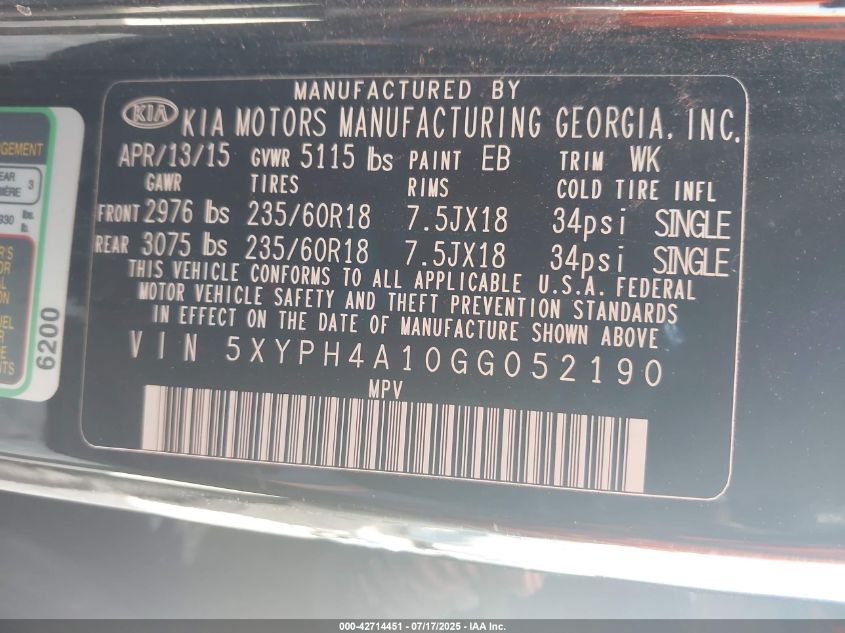 MANUFACTURED BY
KIA KIA MOTORS MANUFACTURING GEORGIA, INC.
APR/13/15 GVWR 5115 lbs PAINT EB TRIM WK
GAWR TIRES RIMS COLD TIRE INFL
FRONT 2976 lbs 235/60R18 7.5JX18 34psi SINGLE
REAR 3075 lbs 235/60R18 7.5JX18 34psi SINGLE
THIS VEHICLE CONFORMS TO ALL APPLICABLE U.S.A. FEDERAL
MOTOR VEHICLE SAFETY AND THEFT PREVENTION STANDARDS
IN EFFECT ON THE DATE OF MANUFACTURE SHOWN ABOVE
VIN 5XYPH4A10GG052190
MPV
3
lbs.
6200
000-42714451 - 07/17/2025 - IAA Inc.